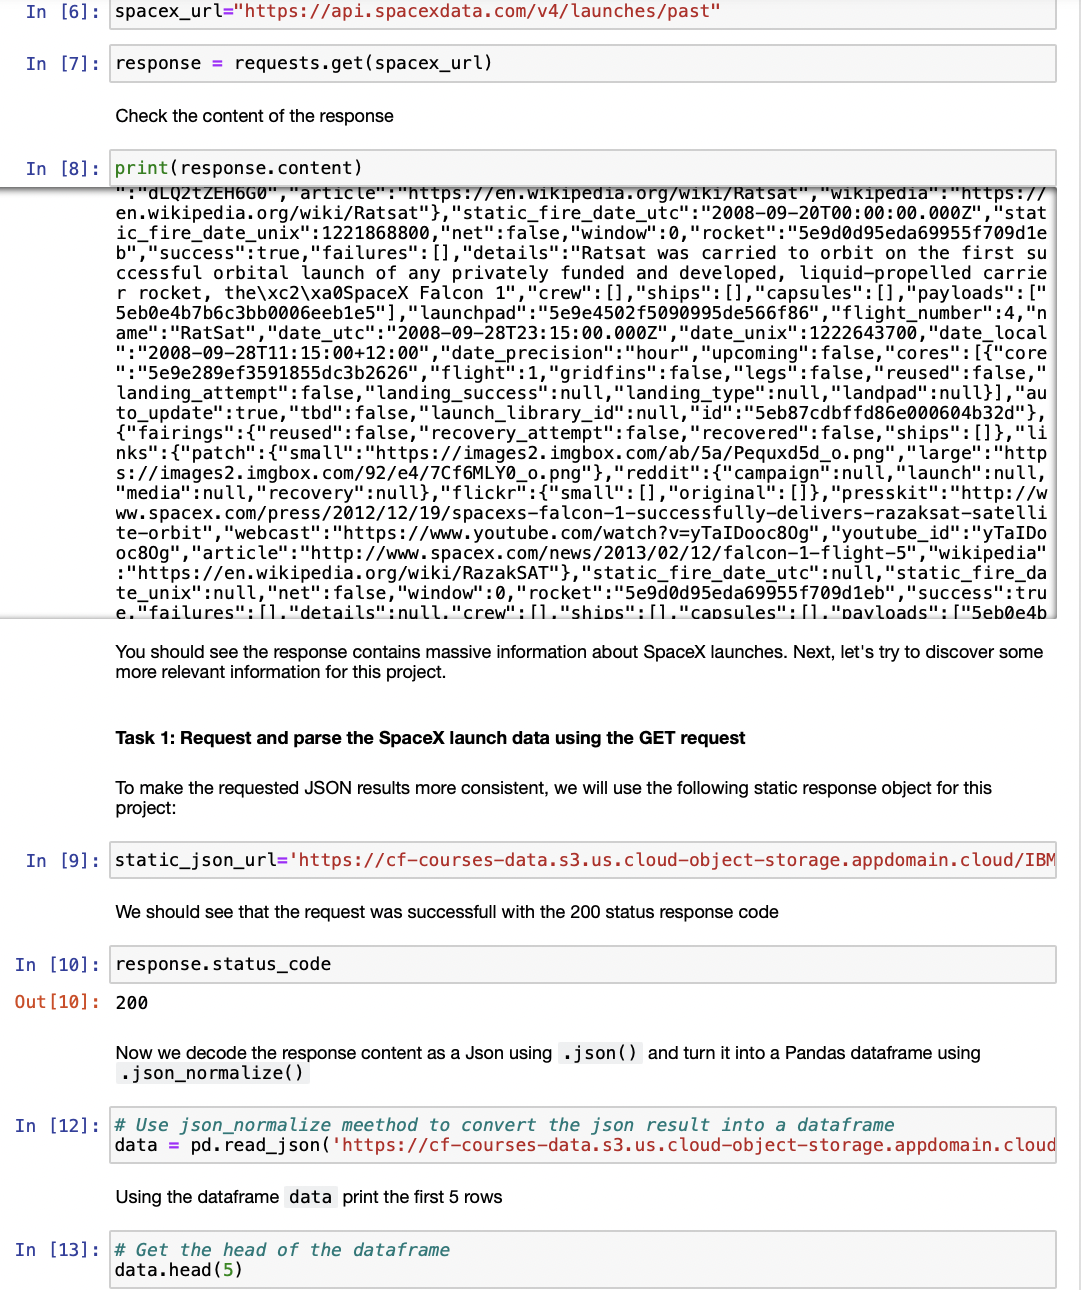 In [6]: spacex_url="https://api.spacexdata.com/v4/launches/past"
In [7]: response = requests.get(spacex_url)
Check the content of the response
In [8]: print(response.content)
":"dLQ2tZEH6G0","article":"https://en.wikipedia.org/wiki/Ratsat","wikipedia":"https://
en.wikipedia.org/wiki/Ratsat"},"static_fire_date_utc":"2008-09-20T00:00:00.000Z","stat
ic_fire_date_unix":1221868800,"net":false,"window":0,"rocket":"5e9d0d95eda69955f709d1e
b","success":true,"failures":[],"details":"Ratsat was carried to orbit on the first su
ccessful orbital launch of any privately funded and developed, liquid-propelled carrie
r rocket, the\xc2\xa0SpaceX Falcon 1","crew":[],"ships":[],"capsules":[],"payloads":["
5eb0e4b7b6c3bb0006eeb1e5"],"launchpad":"5e9e4502f5090995de566f86","flight_number":4,"n
ame":"RatSat","date_utc":"2008-09-28T23:15:00.000Z","date_unix":1222643700,"date_local
":"2008-09-28T11:15:00+12:00","date_precision":"hour","upcoming":false,"cores":[{"core
":"5e9e289ef3591855dc3b2626","flight":1,"gridfins":false,"legs":false,"reused":false,"
landing_attempt":false,"landing_success":null,"landing_type":null,"landpad":null}],"au
to_update":true,"tbd":false,"launch_library_id":null,"id":"5eb87cdbffd86e000604b32d"},
{"fairings":{"reused":false,"recovery_attempt":false,"recovered":false,"ships":[]},"li
nks":{"patch":{"small":"https://images2.imgbox.com/ab/5a/Pequxd5d_o.png","large":"http
s://images2.imgbox.com/92/e4/7Cf6MLY0_o.png"},"reddit":{"campaign":null,"launch":null,
"media":null,"recovery":null},"flickr":{"small":[],"original":[]},"presskit":"http://w
ww.spacex.com/press/2012/12/19/spacexs-falcon-1-successfully-delivers-razaksat-satelli
te-orbit","webcast":"https://www.youtube.com/watch?v=yTaIDooc8Og","youtube_id":"yTaIDo
oc8Og","article":"http://www.spacex.com/news/2013/02/12/falcon-1-flight-5","wikipedia"
:"https://en.wikipedia.org/wiki/RazakSAT"},"static_fire_date_utc":null,"static_fire_da
te_unix":null,"net":false,"window":0,"rocket":"5e9d0d95eda69955f709d1eb","success":tru
e,"failures":[],"details":null,"crew":[],"ships":[],"capsules":[],"payloads":["5eb0e4b
You should see the response contains massive information about SpaceX launches. Next, let's try to discover some
more relevant information for this project.
Task 1: Request and parse the SpaceX launch data using the GET request
To make the requested JSON results more consistent, we will use the following static response object for this
project:
In [9]: static_json_url='https://cf-courses-data.s3.us.cloud-object-storage.appdomain.cloud/IBM
We should see that the request was successfull with the 200 status response code
In [10]: response.status_code
Out[10]: 200
Now we decode the response content as a Json using .json() and turn it into a Pandas dataframe using
.json_normalize()
In [12]: # Use json_normalize meethod to convert the json result into a dataframe
data = pd.read_json('https://cf-courses-data.s3.us.cloud-object-storage.appdomain.cloud
Using the dataframe data print the first 5 rows
In [13]: # Get the head of the dataframe
data.head(5)